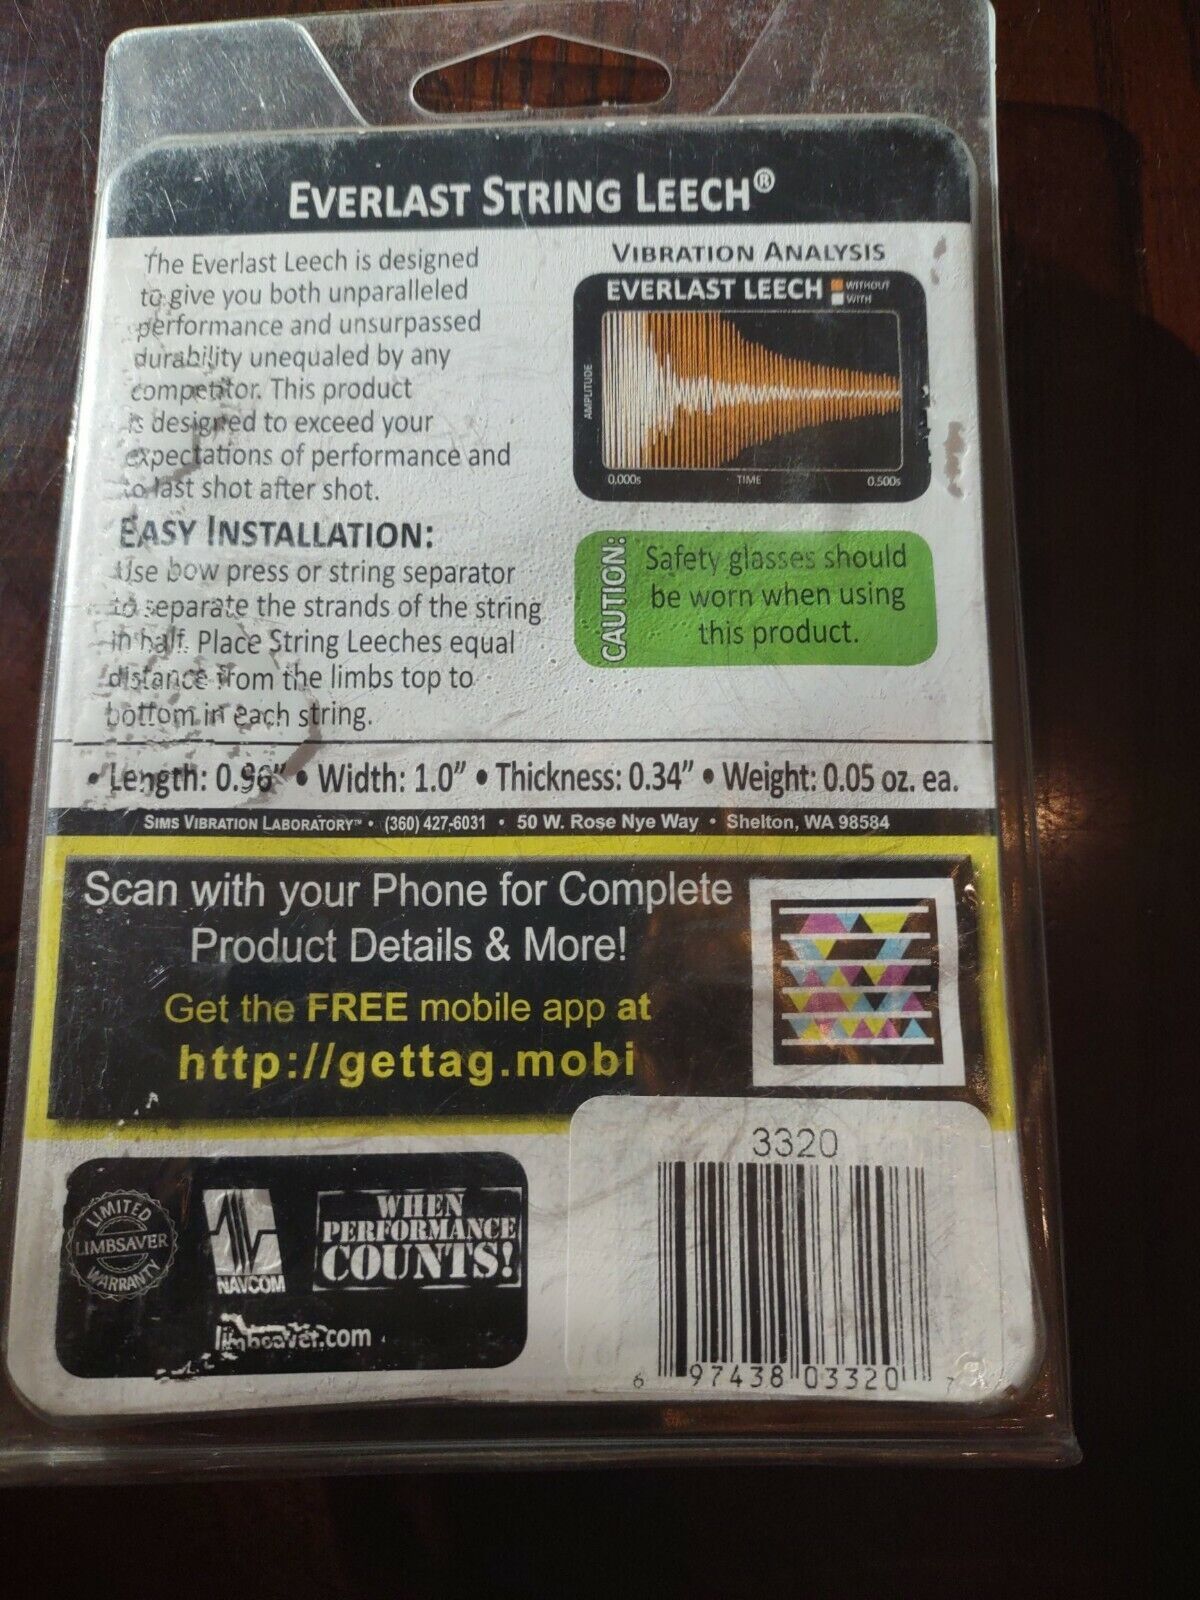 EVERLAST STRING LEECH®
The Everlast Leech is designed
to give you both unparalleled
performance and unsurpassed
durability unequaled by any
competitor. This product
is designed to exceed your
expectations of performance and
to last shot after shot.
EASY INSTALLATION:
Use bow press or string separator
to separate the strands of the string
in half. Place String Leeches equal
distance from the limbs top to
bottom in each string.
VIBRATION ANALYSIS
EVERLAST LEECH
WITHOUT
WITH
AMPLITUDE
0.000s TIME 0.500s
CAUTION:
Safety glasses should
be worn when using
this product.
• Length: 0.96" • Width: 1.0" • Thickness: 0.34" • Weight: 0.05 oz. ea.
SIMS VIBRATION LABORATORY™ • (360) 427-6031 • 50 W. Rose Nye Way • Shelton, WA 98584
Scan with your Phone for Complete
Product Details & More!
Get the FREE mobile app at
http://gettag.mobi
LIMITED
LIMBSAVER
WARRANTY
NAVCOM
WHEN
PERFORMANCE
COUNTS!
limbsaver.com
3320
6 97438 03320 7